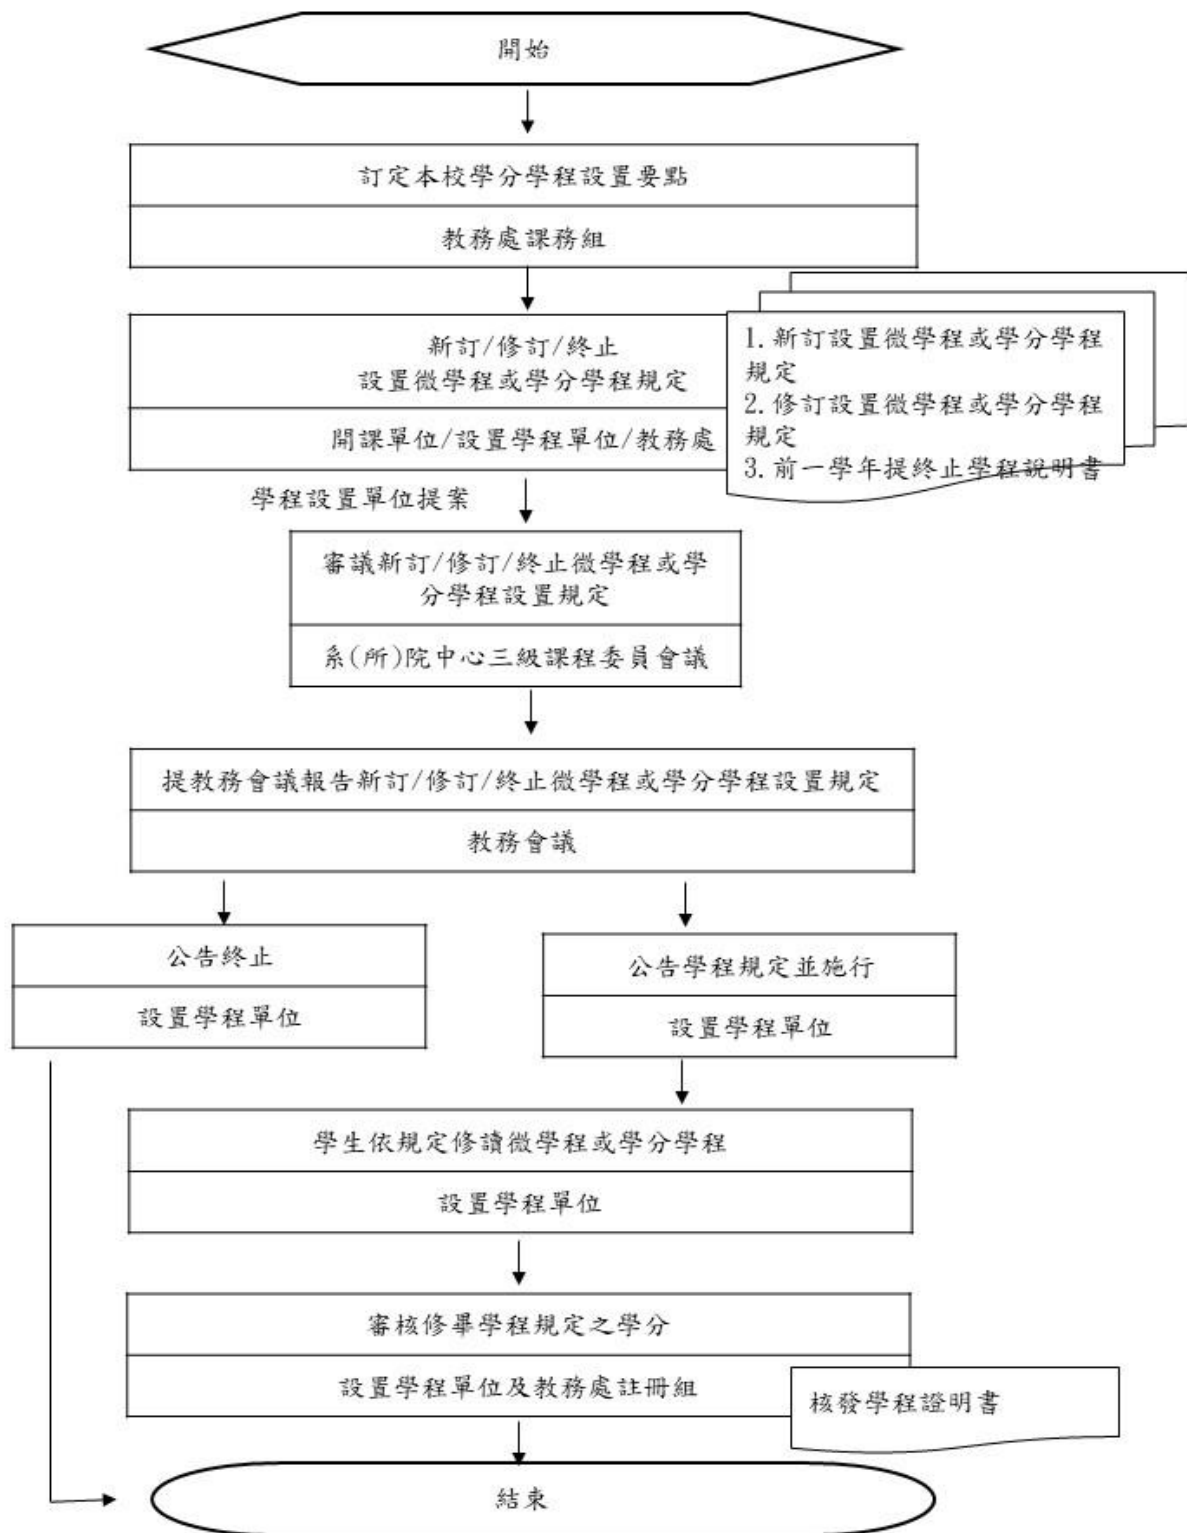 開始
訂定本校學分學程設置要點
教務處課務組
新訂/修訂/終止
設置微學程或學分學程規定
開課單位/設置學程單位/教務處
1.新訂設置微學程或學分學程
規定
2.修訂設置微學程或學分學程
規定
3.前一學年提終止學程說明書
學程設置單位提案
審議新訂/修訂/終止微學程或學
分學程設置規定
系(所)院中心三級課程委員會議
提教務會議報告新訂/修訂/終止微學程或學分學程設置規定
教務會議
公告終止
設置學程單位
公告學程規定並施行
設置學程單位
學生依規定修讀微學程或學分學程
設置學程單位
審核修畢學程規定之學分
設置學程單位及教務處註冊組
核發學程證明書
結束